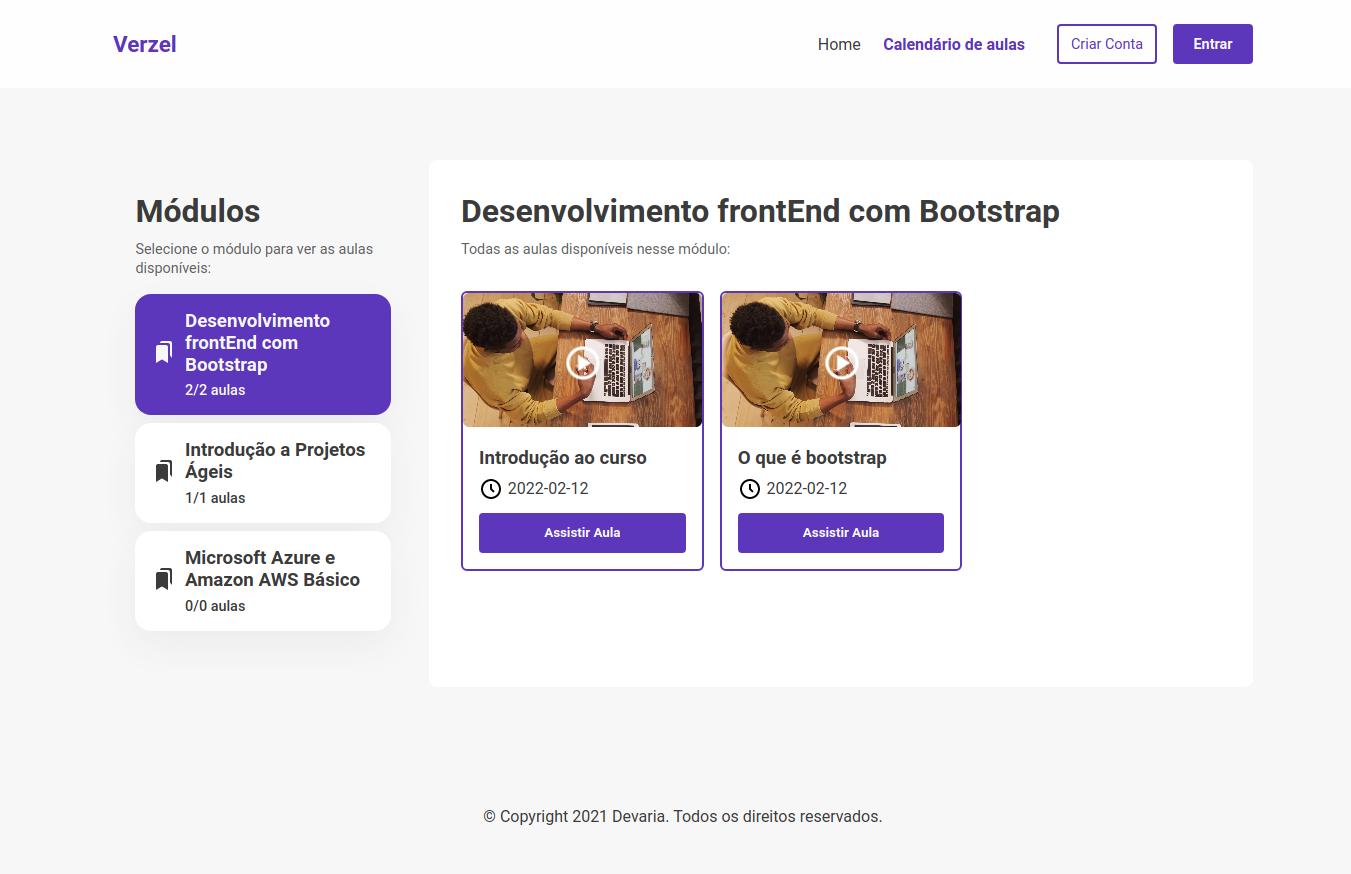 Verzel
Home
Calendário de aulas
Criar Conta
Entrar
Módulos
Selecione o módulo para ver as aulas
disponíveis:
Desenvolvimento
frontEnd com
Bootstrap
2/2 aulas
Introdução a Projetos
Ágeis
1/1 aulas
Microsoft Azure e
Amazon AWS Básico
0/0 aulas
Desenvolvimento frontEnd com Bootstrap
Todas as aulas disponíveis nesse módulo:
Introdução ao curso
2022-02-12
Assistir Aula
O que é bootstrap
2022-02-12
Assistir Aula
© Copyright 2021 Devaria. Todos os direitos reservados.